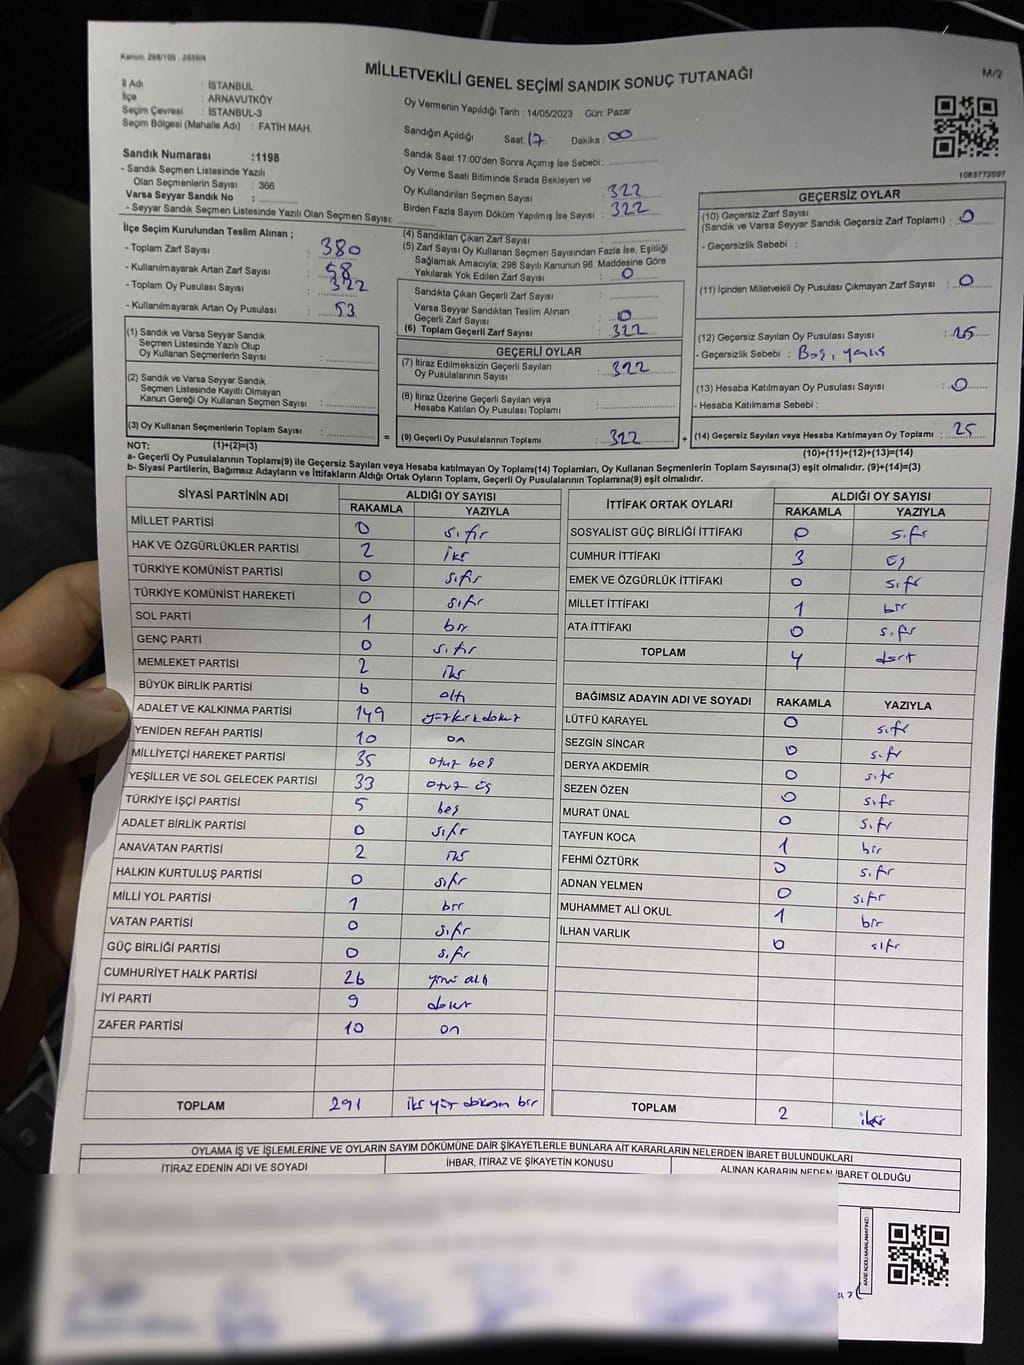 Kanun, 298/105 , 2839/4
MİLLETVEKİLİ GENEL SEÇİMİ SANDIK SONUÇ TUTANAĞI
M/2
İl Adı : İSTANBUL
İlçe : ARNAVUTKÖY
Seçim Çevresi : İSTANBUL-3
Seçim Bölgesi (Mahalle Adı) : FATİH MAH.
Oy Vermenin Yapıldığı Tarih : 14/05/2023 Gün: Pazar
Sandığın Açıldığı Saat: 17 Dakika : 00
Sandık Saat 17:00'den Sonra Açılmış İse Sebebi:
Sandık Numarası :1198
- Sandık Seçmen Listesinde Yazılı
Olan Seçmenlerin Sayısı : 366
Varsa Seyyar Sandık No :
- Seyyar Sandık Seçmen Listesinde Yazılı Olan Seçmen Sayısı:
Oy Verme Saati Bitiminde Sırada Bekleyen ve
Oy Kullandırılan Seçmen Sayısı : 322
Birden Fazla Sayım Döküm Yapılmış İse Sayısı : 322
1083772097
İlçe Seçim Kurulundan Teslim Alınan ;
- Toplam Zarf Sayısı : 380
- Kullanılmayarak Artan Zarf Sayısı : 58
- Toplam Oy Pusulası Sayısı : 322
- Kullanılmayarak Artan Oy Pusulası : 53
(4) Sandıktan Çıkan Zarf Sayısı :
(5) Zarf Sayısı Oy Kullanan Seçmen Sayısından Fazla İse, Eşitliği
Sağlamak Amacıyla; 298 Sayılı Kanunun 98. Maddesine Göre
Yakılarak Yok Edilen Zarf Sayısı : 0
Sandıkta Çıkan Geçerli Zarf Sayısı :
Varsa Seyyar Sandıktan Teslim Alınan
Geçerli Zarf Sayısı : 0
(6) Toplam Geçerli Zarf Sayısı : 322
GEÇERSİZ OYLAR
(10) Geçersiz Zarf Sayısı
(Sandık ve Varsa Seyyar Sandık Geçersiz Zarf Toplamı) : 0
- Geçersizlik Sebebi :
(11) İçinden Milletvekili Oy Pusulası Çıkmayan Zarf Sayısı : 0
(12) Geçersiz Sayılan Oy Pusulası Sayısı : 25
- Geçersizlik Sebebi : Boş, yanlış
(13) Hesaba Katılmayan Oy Pusulası Sayısı : 0
- Hesaba Katılmama Sebebi :
(14) Geçersiz Sayılan veya Hesaba Katılmayan Oy Toplamı : 25
(10)+(11)+(12)+(13)=(14)
(1) Sandık ve Varsa Seyyar Sandık
Seçmen Listesinde Yazılı Olup
Oy Kullanan Seçmenlerin Sayısı :
(2) Sandık ve Varsa Seyyar Sandık
Seçmen Listesinde Kayıtlı Olmayan
Kanun Gereği Oy Kullanan Seçmen Sayısı :
(3) Oy Kullanan Seçmenlerin Toplam Sayısı :
=
GEÇERLİ OYLAR
(7) İtiraz Edilmeksizin Geçerli Sayılan
Oy Pusulalarının Sayısı : 322
(8) İtiraz Üzerine Geçerli Sayılan veya
Hesaba Katılan Oy Pusulası Toplamı :
(9) Geçerli Oy Pusulalarının Toplamı : 322
+
NOT: (1)+(2)=(3)
a- Geçerli Oy Pusulalarının Toplamı(9) ile Geçersiz Sayılan veya Hesaba katılmayan Oy Toplam(14) Toplamları, Oy Kullanan Seçmenlerin Toplam Sayısına(3) eşit olmalıdır. (9)+(14)=(3)
b- Siyasi Partilerin, Bağımsız Adayların ve İttifakların Aldığı Ortak Oyların Toplamı, Geçerli Oy Pusulalarının Toplamına(9) eşit olmalıdır.
SİYASİ PARTİNİN ADI ALDIĞI OY SAYISI
RAKAMLA YAZIYLA
MİLLET PARTİSİ 0 sıfır
HAK VE ÖZGÜRLÜKLER PARTİSİ 2 iki
TÜRKİYE KOMÜNİST PARTİSİ 0 sıfır
TÜRKİYE KOMÜNİST HAREKETİ 0 sıfır
SOL PARTİ 1 bir
GENÇ PARTİ 0 sıfır
MEMLEKET PARTİSİ 2 iki
BÜYÜK BİRLİK PARTİSİ 6 altı
ADALET VE KALKINMA PARTİSİ 149 yüzkırkdokuz
YENİDEN REFAH PARTİSİ 10 on
MİLLİYETÇİ HAREKET PARTİSİ 35 otuz beş
YEŞİLLER VE SOL GELECEK PARTİSİ 33 otuz üç
TÜRKİYE İŞÇİ PARTİSİ 5 beş
ADALET BİRLİK PARTİSİ 0 sıfır
ANAVATAN PARTİSİ 2 iki
HALKIN KURTULUŞ PARTİSİ 0 sıfır
MİLLİ YOL PARTİSİ 1 bir
VATAN PARTİSİ 0 sıfır
GÜÇ BİRLİĞİ PARTİSİ 0 sıfır
CUMHURİYET HALK PARTİSİ 26 yirmi altı
İYİ PARTİ 9 dokuz
ZAFER PARTİSİ 10 on
TOPLAM 291 iki yüz doksan bir
İTTİFAK ORTAK OYLARI ALDIĞI OY SAYISI
RAKAMLA YAZIYLA
SOSYALİST GÜÇ BİRLİĞİ İTTİFAKI 0 sıfır
CUMHUR İTTİFAKI 3 üç
EMEK VE ÖZGÜRLÜK İTTİFAKI 0 sıfır
MİLLET İTTİFAKI 1 bir
ATA İTTİFAKI 0 sıfır
TOPLAM 4 dört
BAĞIMSIZ ADAYIN ADI VE SOYADI RAKAMLA YAZIYLA
LÜTFÜ KARAYEL 0 sıfır
SEZGİN SİNCAR 0 sıfır
DERYA AKDEMİR 0 sıfır
SEZEN ÖZEN 0 sıfır
MURAT ÜNAL 0 sıfır
TAYFUN KOCA 1 bir
FEHMİ ÖZTÜRK 0 sıfır
ADNAN YELMEN 0 sıfır
MUHAMMET ALİ OKUL 1 bir
İLHAN VARLIK 0 sıfır
TOPLAM 2 iki
OYLAMA İŞ VE İŞLEMLERİNE VE OYLARIN SAYIM DÖKÜMÜNE DAİR ŞİKAYETLERLE BUNLARA AİT KARARLARIN NELERDEN İBARET BULUNDUKLARI
İTİRAZ EDENİN ADI VE SOYADI İHBAR, İTİRAZ VE ŞİKAYETİN KONUSU ALINAN KARARIN NEDEN İBARET OLDUĞU